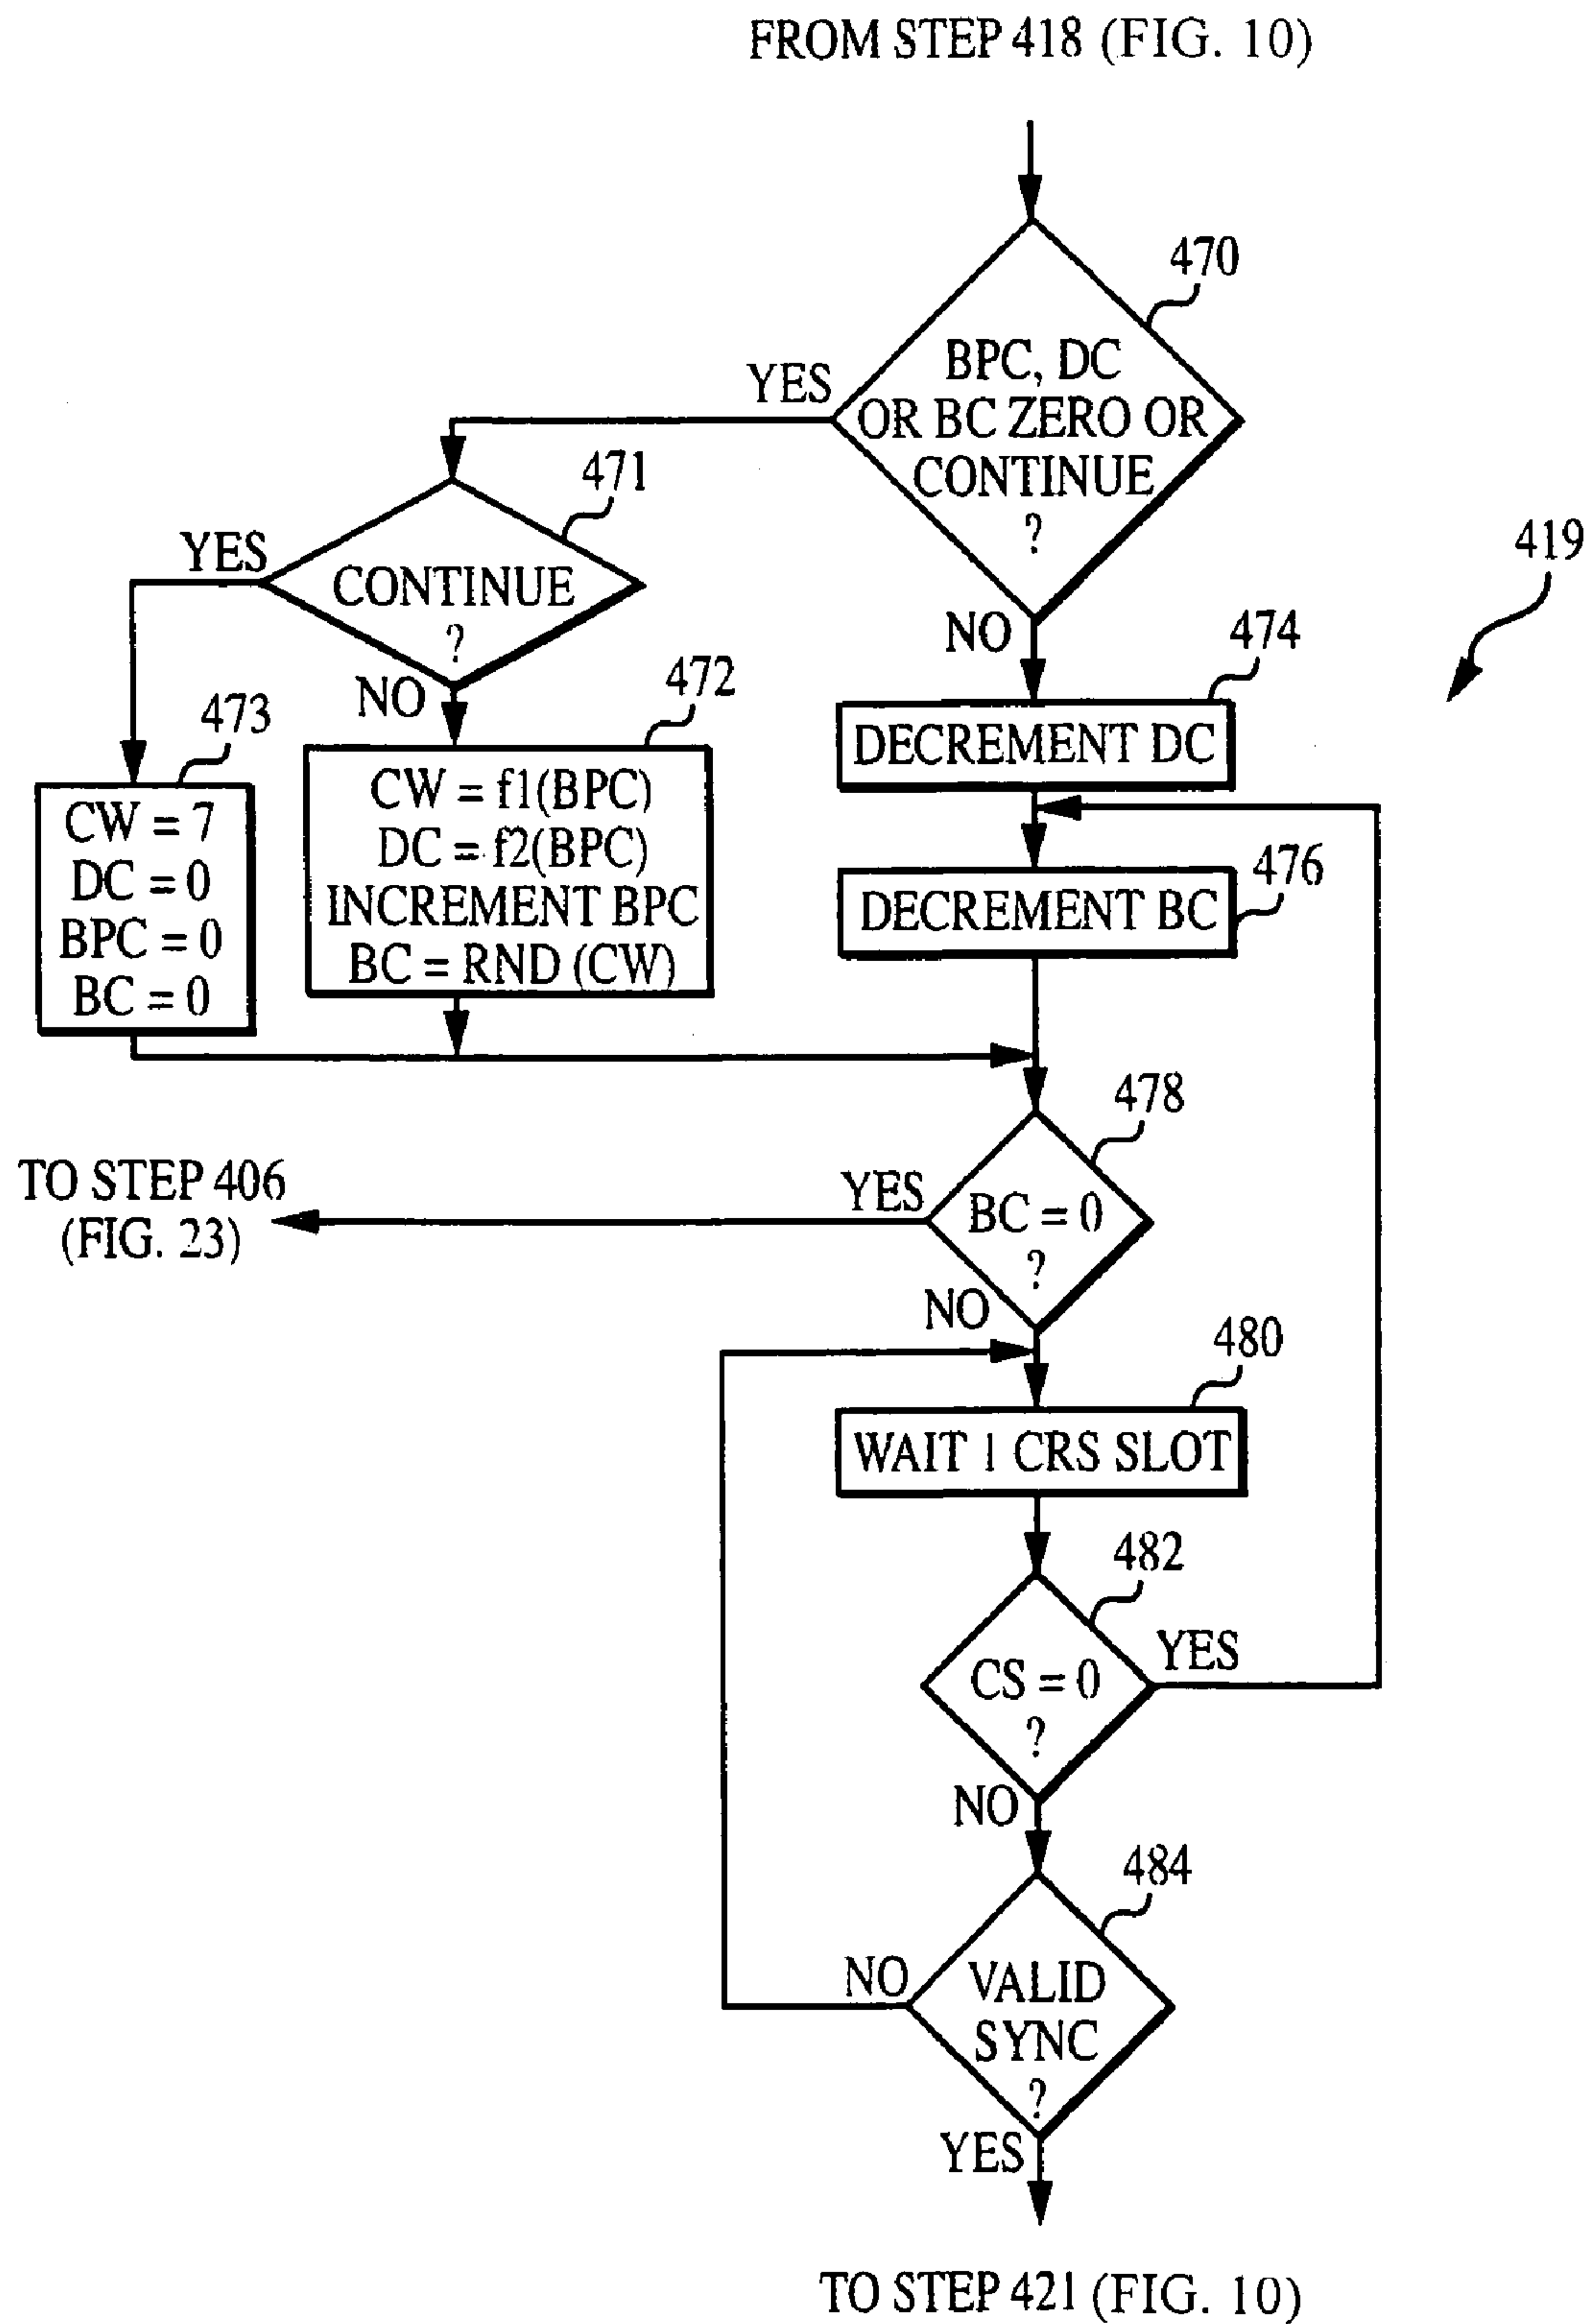 FROM STEP 418 (FIG. 10)
470
BPC, DC
OR BC ZERO OR
CONTINUE
?
YES
NO
471
CONTINUE
?
YES
NO
419
473
CW = 7
DC = 0
BPC = 0
BC = 0
472
CW = f1(BPC)
DC = f2(BPC)
INCREMENT BPC
BC = RND (CW)
474
DECREMENT DC
476
DECREMENT BC
478
BC = 0
?
YES
NO
TO STEP 406
(FIG. 23)
480
WAIT 1 CRS SLOT
482
CS = 0
?
YES
NO
484
VALID
SYNC
?
NO
YES
TO STEP 421 (FIG. 10)